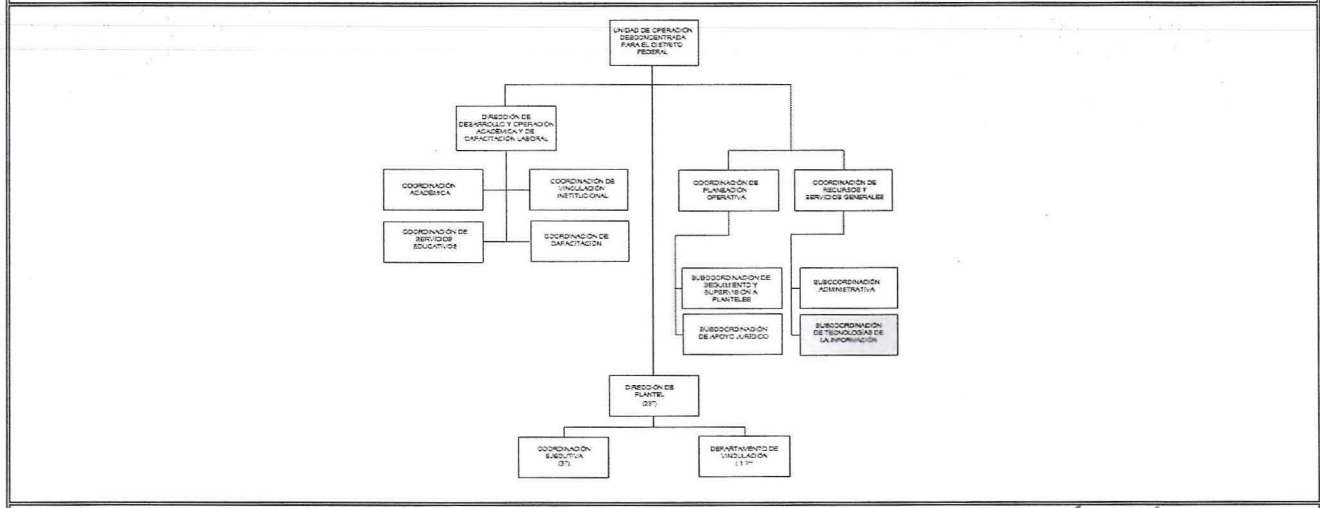 UNIDAD DE OPERACIÓN
DESCONCENTRADA
PARA EL DISTRITO
FEDERAL
DIRECCIÓN DE
DESARROLLO Y OPERACIÓN
ACADÉMICA Y DE
CAPACITACIÓN LABORAL
COORDINACIÓN
ACADÉMICA
COORDINACIÓN DE
VINCULACIÓN
INSTITUCIONAL
COORDINACIÓN DE
PLANEACIÓN
OPERATIVA
COORDINACIÓN DE
RECURSOS Y
SERVICIOS GENERALES
COORDINACIÓN DE
SERVICIOS
EDUCATIVOS
COORDINACIÓN DE
CAPACITACIÓN
SUBCOORDINACIÓN DE
SEGUIMIENTO Y
SUPERVISIÓN A
PLANTELES
SUBCOORDINACIÓN
ADMINISTRATIVA
SUBCOORDINACIÓN
DE APOYO JURÍDICO
SUBCOORDINACIÓN
DE TECNOLOGÍAS DE
LA INFORMACIÓN
DIRECCIÓN DE
PLANTEL
COORDINACIÓN
EJECUTIVA
DEPARTAMENTO DE
VINCULACIÓN